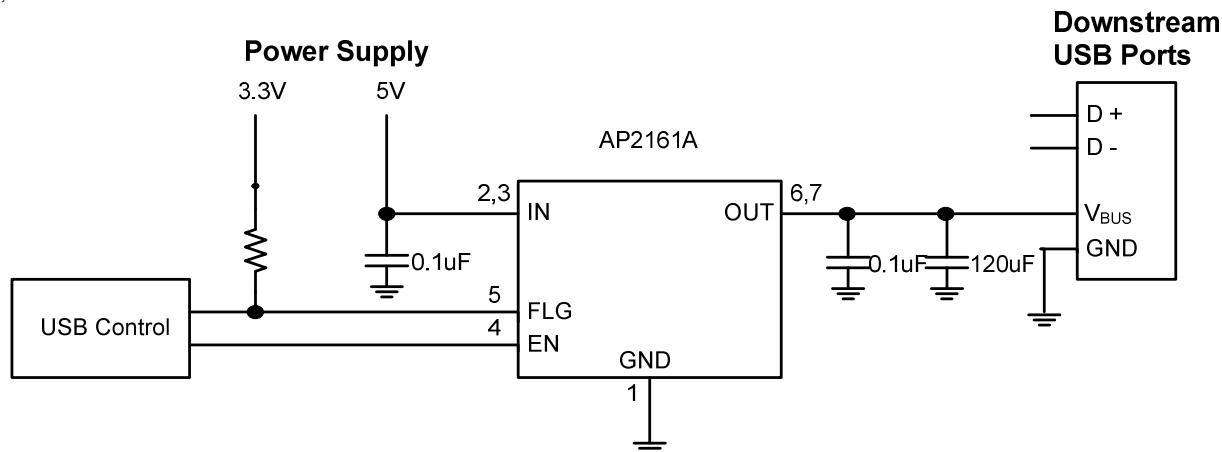 Downstream
USB Ports
Power Supply
3.3V
5V
D +
D -
AP2161A
2,3
IN
OUT
6,7
VBUS
GND
0.1uF
0.1uF
120uF
5
FLG
USB Control
4
EN
GND
1